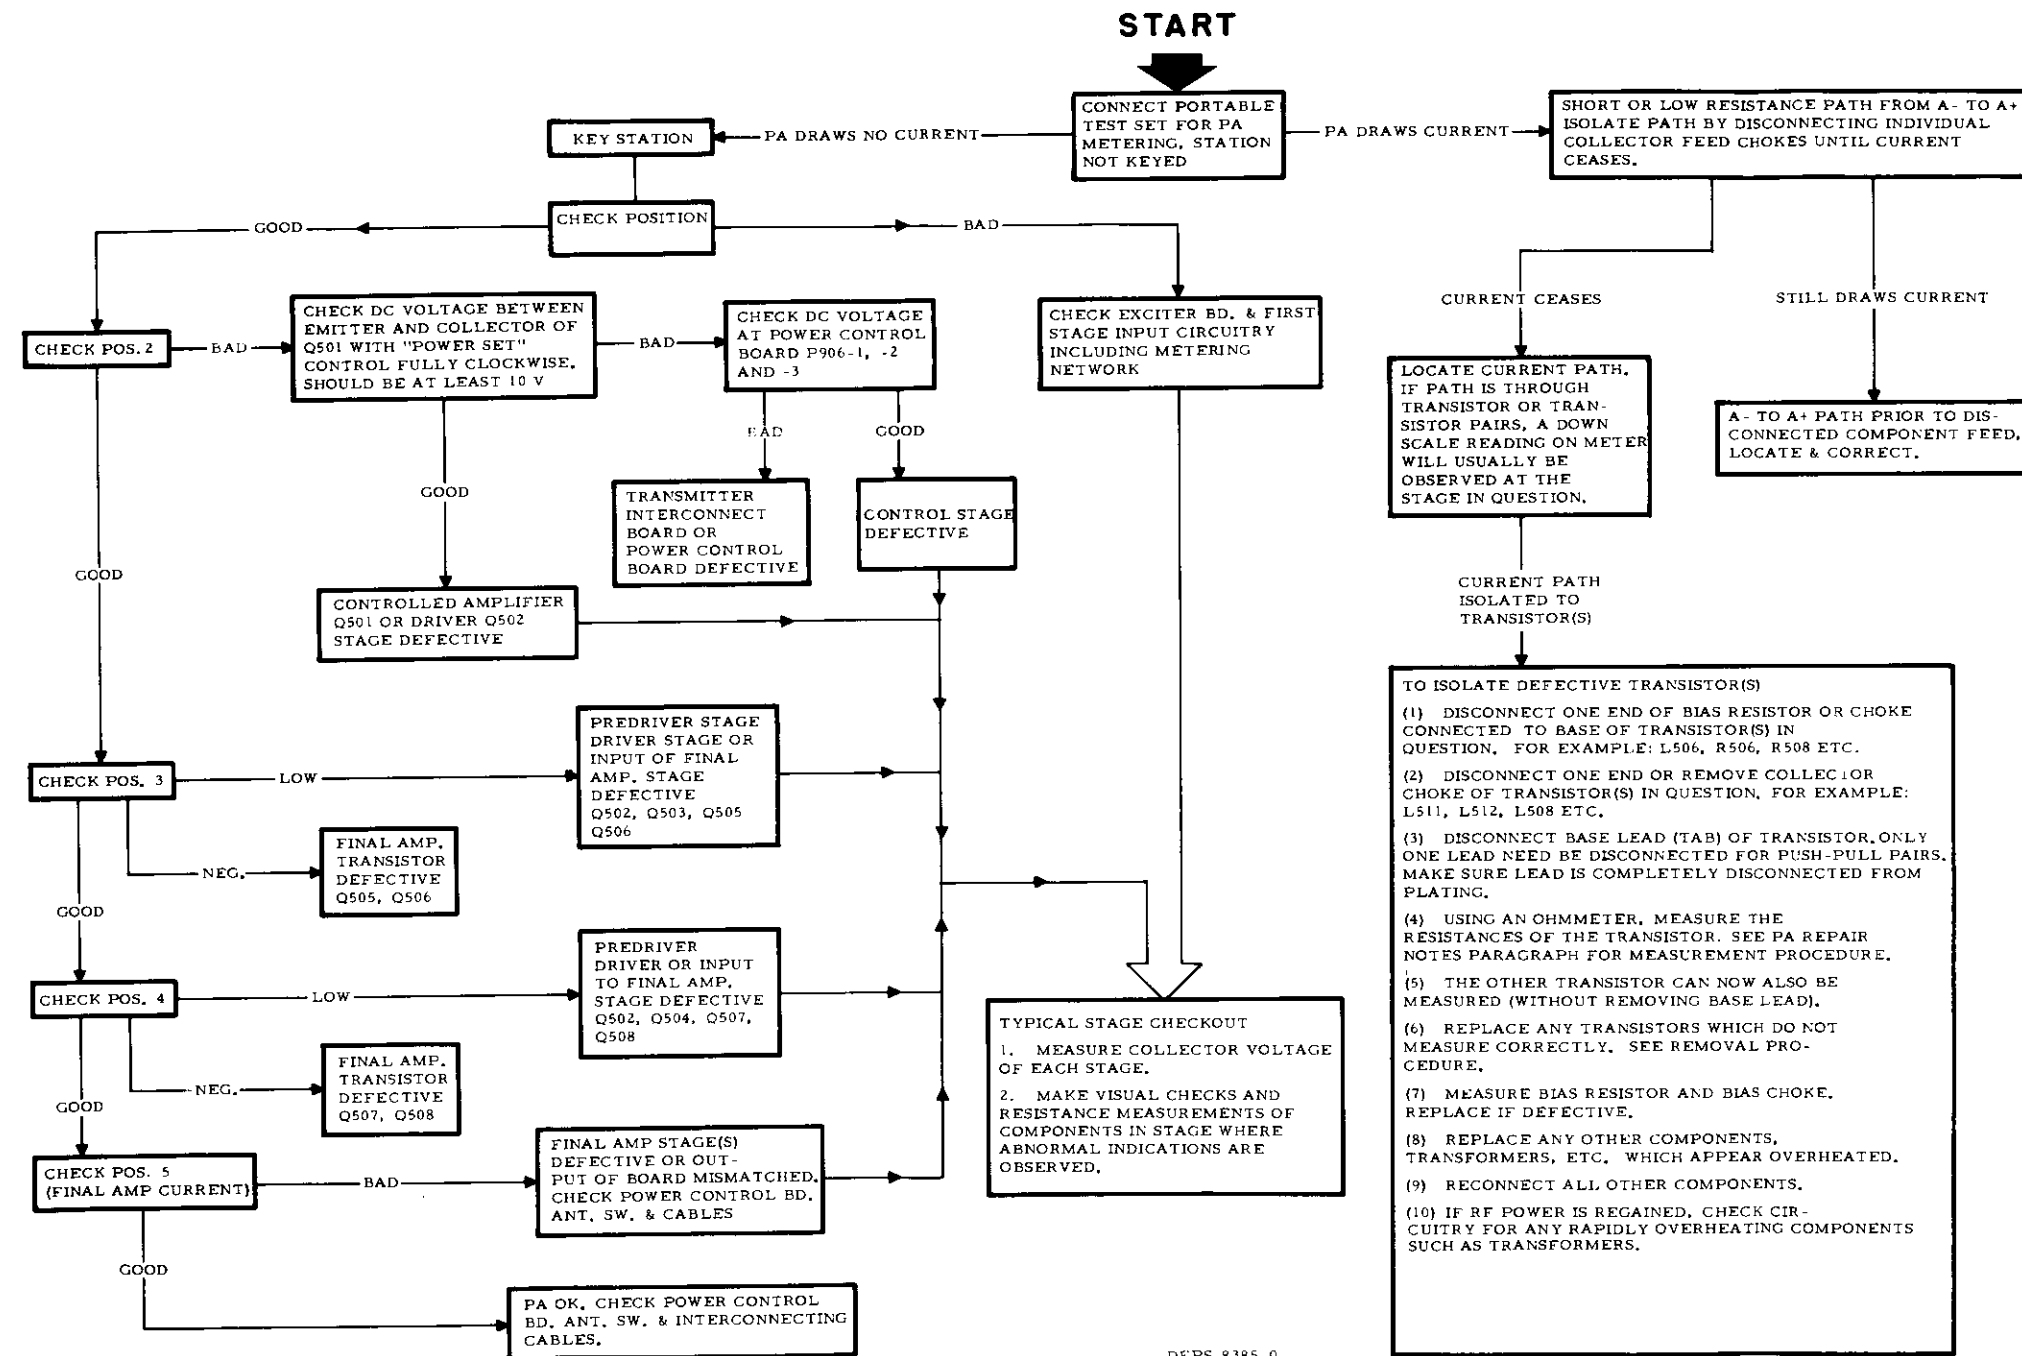 START
CONNECT PORTABLE
TEST SET FOR PA
METERING. STATION
NOT KEYED
PA DRAWS NO CURRENT
PA DRAWS CURRENT
KEY STATION
SHORT OR LOW RESISTANCE PATH FROM A- TO A+
ISOLATE PATH BY DISCONNECTING INDIVIDUAL
COLLECTOR FEED CHOKES UNTIL CURRENT
CEASES.
CHECK POSITION
GOOD
BAD
CHECK POS. 2
BAD
CHECK DC VOLTAGE BETWEEN
EMITTER AND COLLECTOR OF
Q501 WITH "POWER SET"
CONTROL FULLY CLOCKWISE.
SHOULD BE AT LEAST 10 V
BAD
CHECK DC VOLTAGE
AT POWER CONTROL
BOARD P906-1, -2
AND -3
CHECK EXCITER BD. & FIRST
STAGE INPUT CIRCUITRY
INCLUDING METERING
NETWORK
CURRENT CEASES
STILL DRAWS CURRENT
LOCATE CURRENT PATH.
IF PATH IS THROUGH
TRANSISTOR OR TRAN-
SISTOR PAIRS, A DOWN
SCALE READING ON METER
WILL USUALLY BE
OBSERVED AT THE
STAGE IN QUESTION.
A- TO A+ PATH PRIOR TO DIS-
CONNECTED COMPONENT FEED.
LOCATE & CORRECT.
BAD
GOOD
GOOD
TRANSMITTER
INTERCONNECT
BOARD OR
POWER CONTROL
BOARD DEFECTIVE
CONTROL STAGE
DEFECTIVE
GOOD
CONTROLLED AMPLIFIER
Q501 OR DRIVER Q502
STAGE DEFECTIVE
CURRENT PATH
ISOLATED TO
TRANSISTOR(S)
CHECK POS. 3
LOW
PREDRIVER STAGE
DRIVER STAGE OR
INPUT OF FINAL
AMP. STAGE
DEFECTIVE
Q502, Q503, Q505
Q506
NEG.
FINAL AMP.
TRANSISTOR
DEFECTIVE
Q505, Q506
GOOD
CHECK POS. 4
LOW
PREDRIVER
DRIVER OR INPUT
TO FINAL AMP.
STAGE DEFECTIVE
Q502, Q504, Q507,
Q508
NEG.
FINAL AMP.
TRANSISTOR
DEFECTIVE
Q507, Q508
GOOD
CHECK POS. 5
(FINAL AMP CURRENT)
BAD
FINAL AMP STAGE(S)
DEFECTIVE OR OUT-
PUT OF BOARD MISMATCHED.
CHECK POWER CONTROL BD.
ANT. SW. & CABLES
GOOD
PA OK. CHECK POWER CONTROL
BD. ANT. SW. & INTERCONNECTING
CABLES.
TYPICAL STAGE CHECKOUT
1. MEASURE COLLECTOR VOLTAGE
OF EACH STAGE.
2. MAKE VISUAL CHECKS AND
RESISTANCE MEASUREMENTS OF
COMPONENTS IN STAGE WHERE
ABNORMAL INDICATIONS ARE
OBSERVED.
TO ISOLATE DEFECTIVE TRANSISTOR(S)
(1) DISCONNECT ONE END OF BIAS RESISTOR OR CHOKE
CONNECTED TO BASE OF TRANSISTOR(S) IN
QUESTION. FOR EXAMPLE: L506, R506, R508 ETC.
(2) DISCONNECT ONE END OR REMOVE COLLECTOR
CHOKE OF TRANSISTOR(S) IN QUESTION. FOR EXAMPLE:
L511, L512, L508 ETC.
(3) DISCONNECT BASE LEAD (TAB) OF TRANSISTOR. ONLY
ONE LEAD NEED BE DISCONNECTED FOR PUSH-PULL PAIRS.
MAKE SURE LEAD IS COMPLETELY DISCONNECTED FROM
PLATING.
(4) USING AN OHMMETER, MEASURE THE
RESISTANCES OF THE TRANSISTOR. SEE PA REPAIR
NOTES PARAGRAPH FOR MEASUREMENT PROCEDURE.
(5) THE OTHER TRANSISTOR CAN NOW ALSO BE
MEASURED (WITHOUT REMOVING BASE LEAD).
(6) REPLACE ANY TRANSISTORS WHICH DO NOT
MEASURE CORRECTLY. SEE REMOVAL PRO-
CEDURE.
(7) MEASURE BIAS RESISTOR AND BIAS CHOKE.
REPLACE IF DEFECTIVE.
(8) REPLACE ANY OTHER COMPONENTS,
TRANSFORMERS, ETC. WHICH APPEAR OVERHEATED.
(9) RECONNECT ALL OTHER COMPONENTS.
(10) IF RF POWER IS REGAINED, CHECK CIR-
CUITRY FOR ANY RAPIDLY OVERHEATING COMPONENTS
SUCH AS TRANSFORMERS.